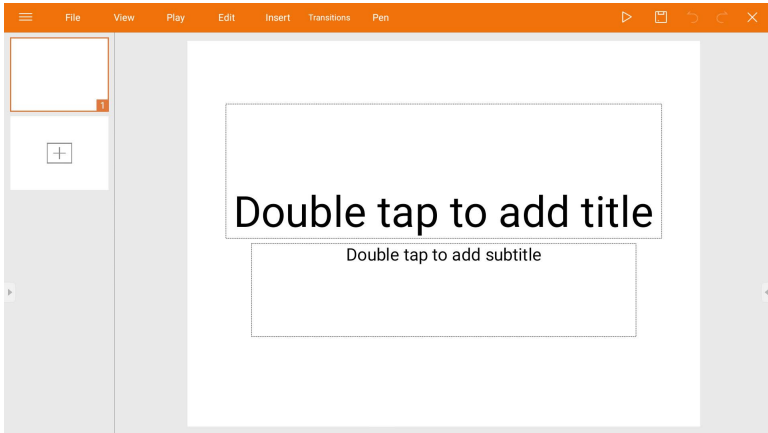 File View Play Edit Insert Transitions Pen
1
Double tap to add title
Double tap to add subtitle